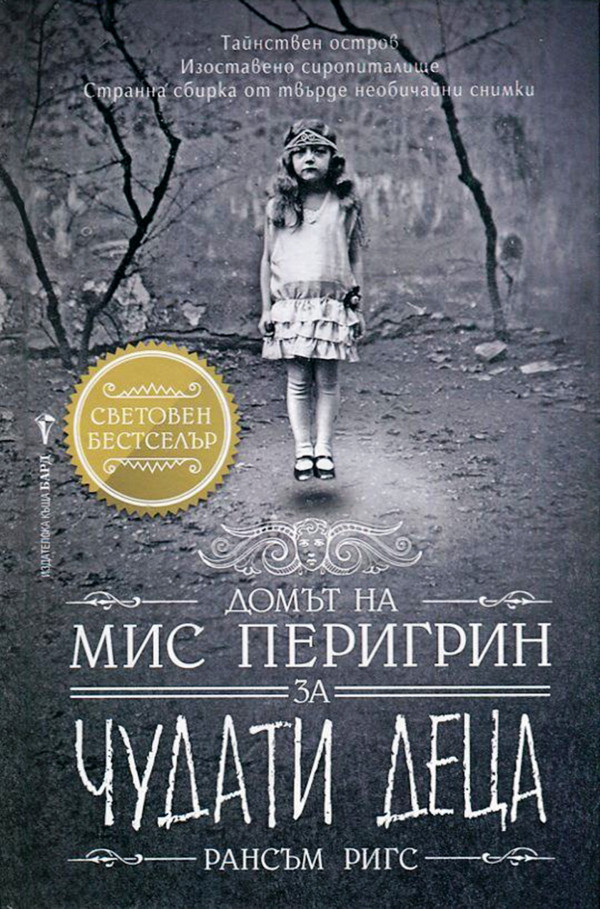 Тайнствен остров
Изоставено сиропиталище
Странна сбирка от твърде необичайни снимки
СВЕТОВЕН
БЕСТСЕЛЪР
ИЗДАТЕЛСКА КЪЩА БАРД
ДОМЪТ НА
МИС ПЕРИГРИН
ЗА
ЧУДАТИ ДЕЦА
РАНСЪМ РИГС